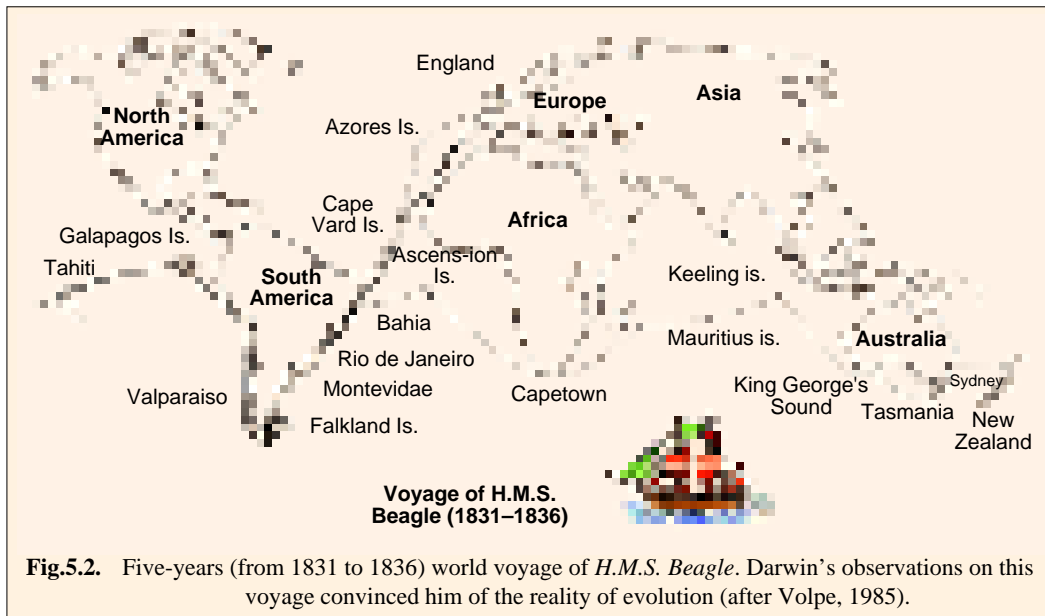 England
Europe
Asia
North
America
Azores Is.
Cape
Vard Is.
Africa
Galapagos Is.
Ascens-ion
Is.
Tahiti
South
America
Keeling is.
Bahia
Mauritius is.
Australia
Rio de Janeiro
Valparaiso
Montevidae
Capetown
King George's
Sound
Sydney
Tasmania
New
Zealand
Falkland Is.
Voyage of H.M.S.
Beagle (1831–1836)
Fig.5.2. Five-years (from 1831 to 1836) world voyage of H.M.S. Beagle. Darwin’s observations on this
voyage convinced him of the reality of evolution (after Volpe, 1985).